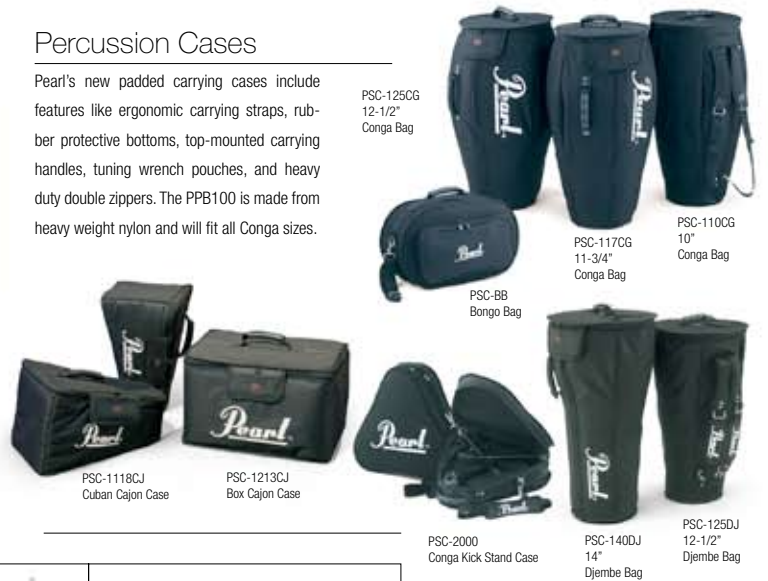 Percussion Cases
Pearl's new padded carrying cases include
features like ergonomic carrying straps, rub-
ber protective bottoms, top-mounted carrying
handles, tuning wrench pouches, and heavy
duty double zippers. The PPB100 is made from
heavy weight nylon and will fit all Conga sizes.
PSC-125CG
12-1/2"
Conga Bag
Pearl
Pearl
PSC-110CG
10"
Conga Bag
PSC-117CG
11-3/4"
Conga Bag
Pearl
PSC-BB
Bongo Bag
Pearl
Pearl
Pearl
PSC-1118CJ
Cuban Cajon Case
PSC-1213CJ
Box Cajon Case
Pearl
Pearl
Pearl
Pearl
Pearl
PSC-2000
Conga Kick Stand Case
PSC-140DJ
14"
Djembe Bag
PSC-125DJ
12-1/2"
Djembe Bag